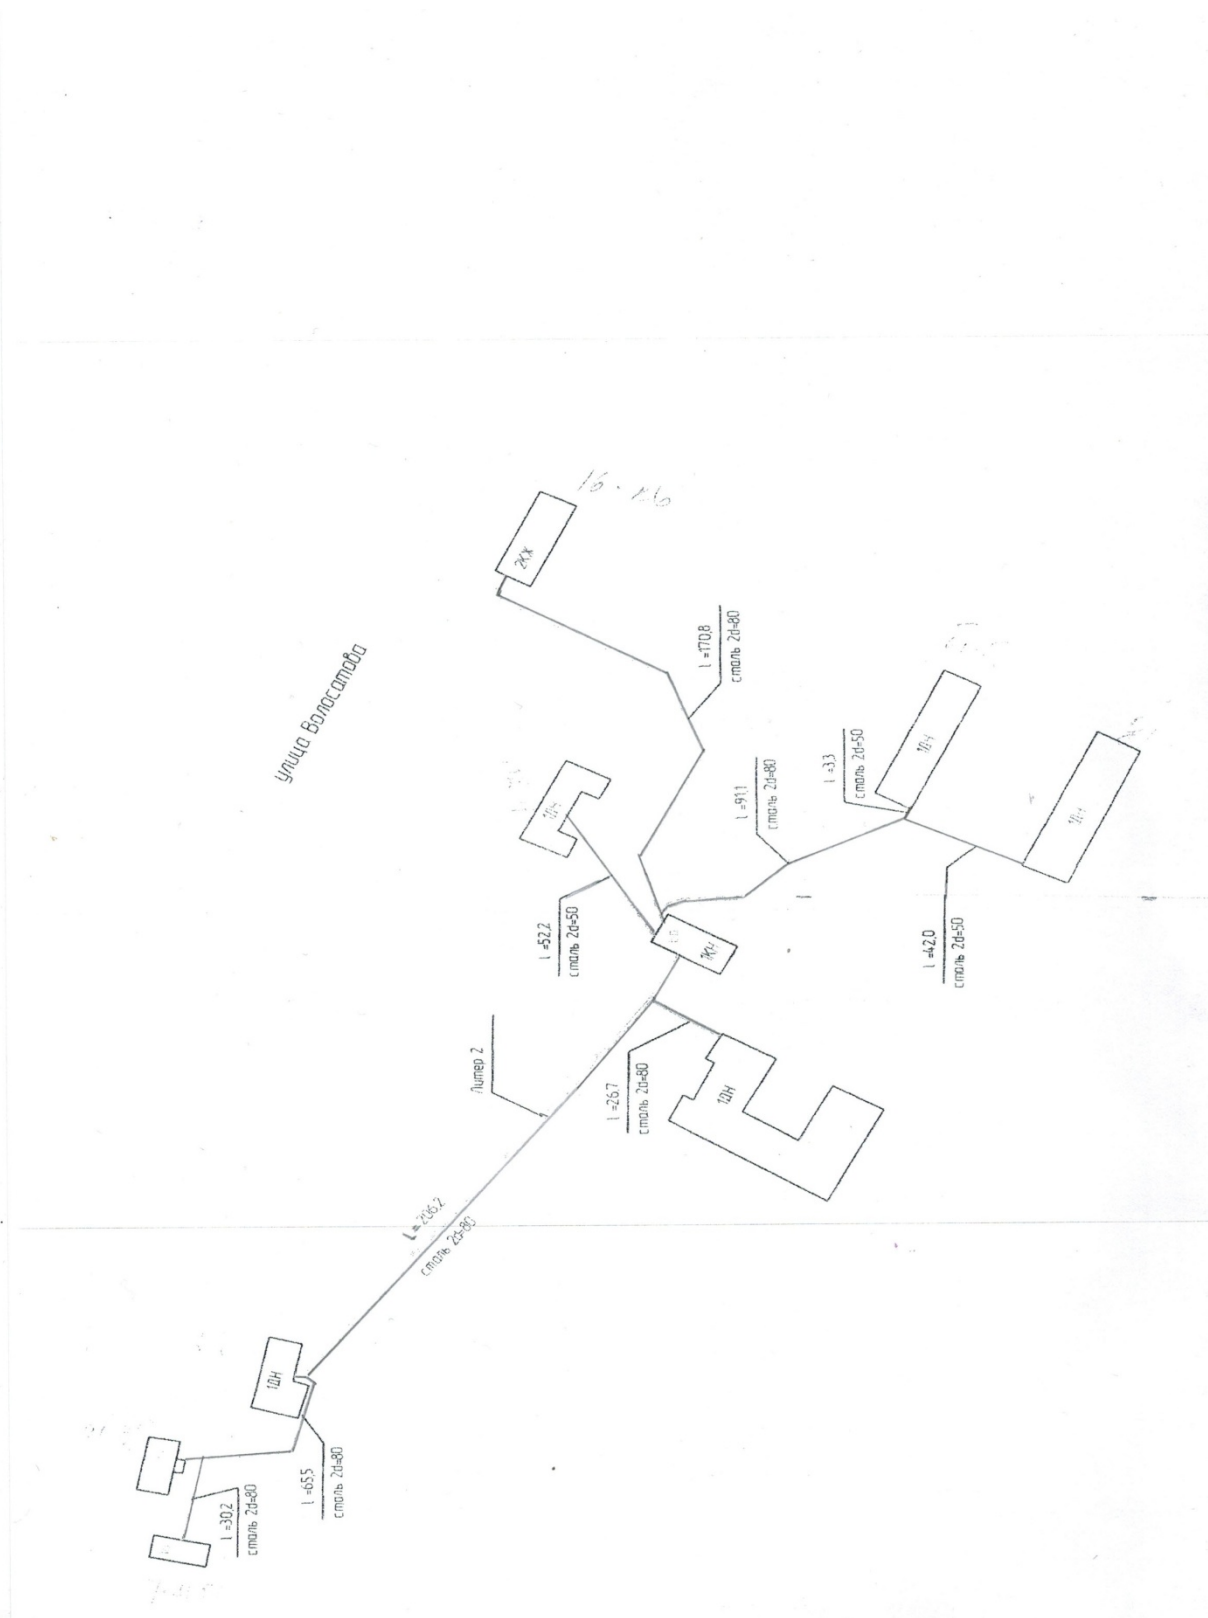 улица Волосатова
2КЖ
l =170,8
сталь 2d=80
1ДН
l =3,3
сталь 2d=50
l =91,1
сталь 2d=80
1ДН
1ДН
l =52,2
сталь 2d=50
1КН
l =42,0
сталь 2d=50
Литер 2
l =26,7
сталь 2d=80
1ДН
L =206,2
сталь 2d=80
1ДН
l =65,5
сталь 2d=80
l =30,2
сталь 2d=80